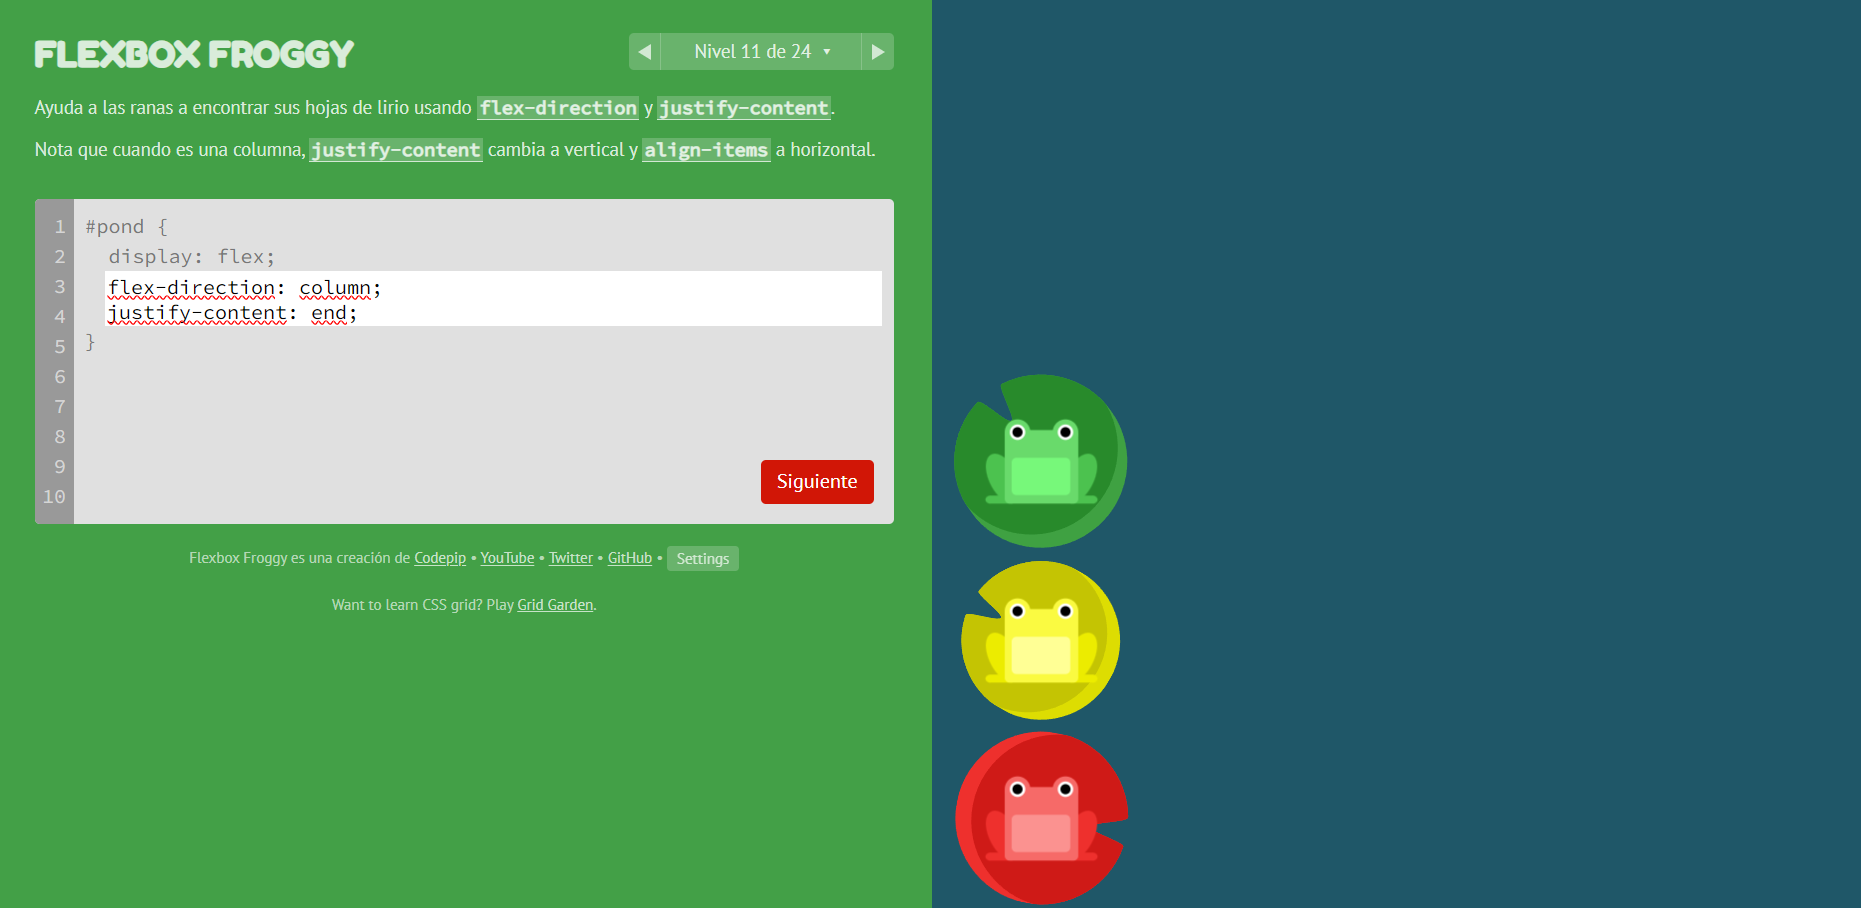 FLEXBOX FROGGY
◀ Nivel 11 de 24 ▾ ▶
Ayuda a las ranas a encontrar sus hojas de lirio usando flex-direction y justify-content.
Nota que cuando es una columna, justify-content cambia a vertical y align-items a horizontal.
1 #pond {
2 display: flex;
3 flex-direction: column;
4 justify-content: end;
5 }
6
7
8
9
10
Siguiente
Flexbox Froggy es una creación de Codepip • YouTube • Twitter • GitHub • Settings
Want to learn CSS grid? Play Grid Garden.